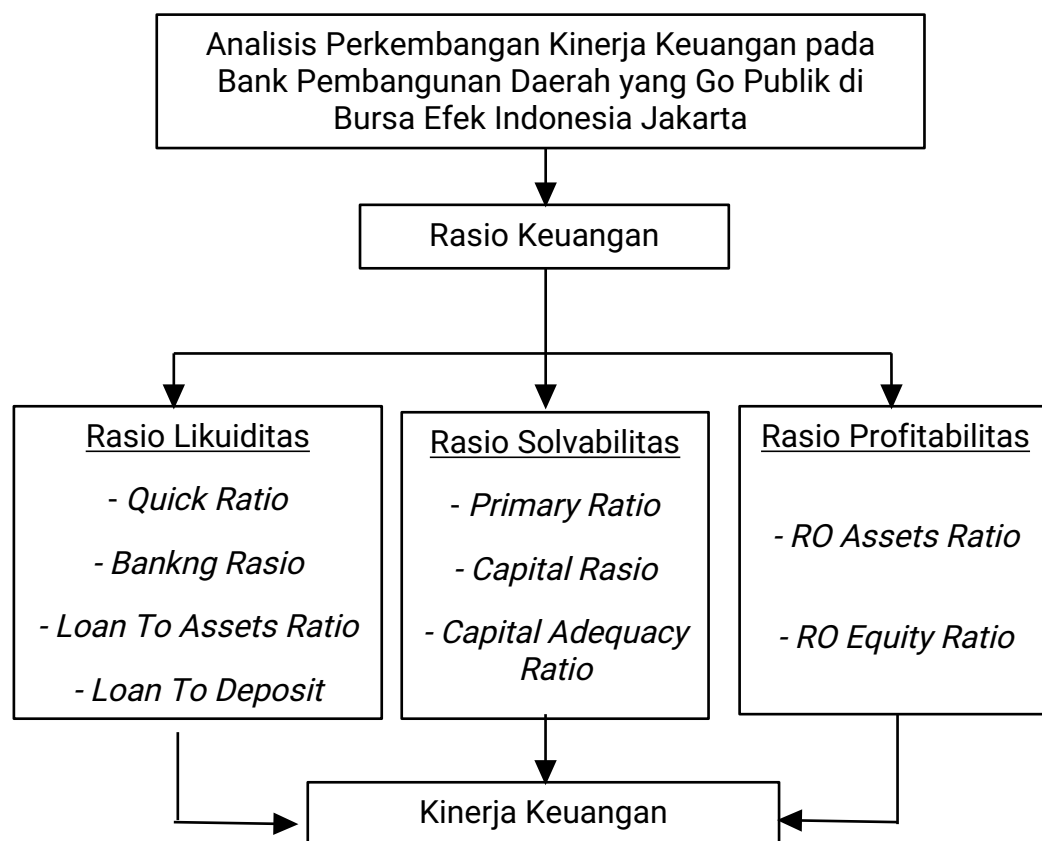 Analisis Perkembangan Kinerja Keuangan pada
Bank Pembangunan Daerah yang Go Publik di
Bursa Efek Indonesia Jakarta
Rasio Keuangan
Rasio Likuiditas
- Quick Ratio
- Bankng Rasio
- Loan To Assets Ratio
- Loan To Deposit
Rasio Solvabilitas
- Primary Ratio
- Capital Rasio
- Capital Adequacy
Ratio
Rasio Profitabilitas
- RO Assets Ratio
- RO Equity Ratio
Kinerja Keuangan